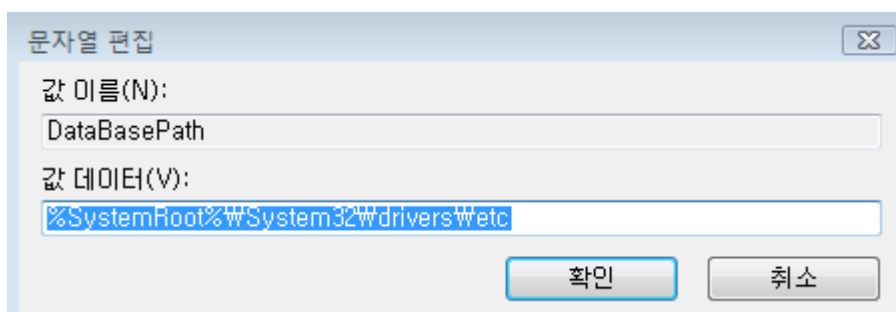 문자열 편집
값 이름(N):
DataBasePath
값 데이터(V):
%SystemRoot%₩System32₩drivers₩etc
확인 취소